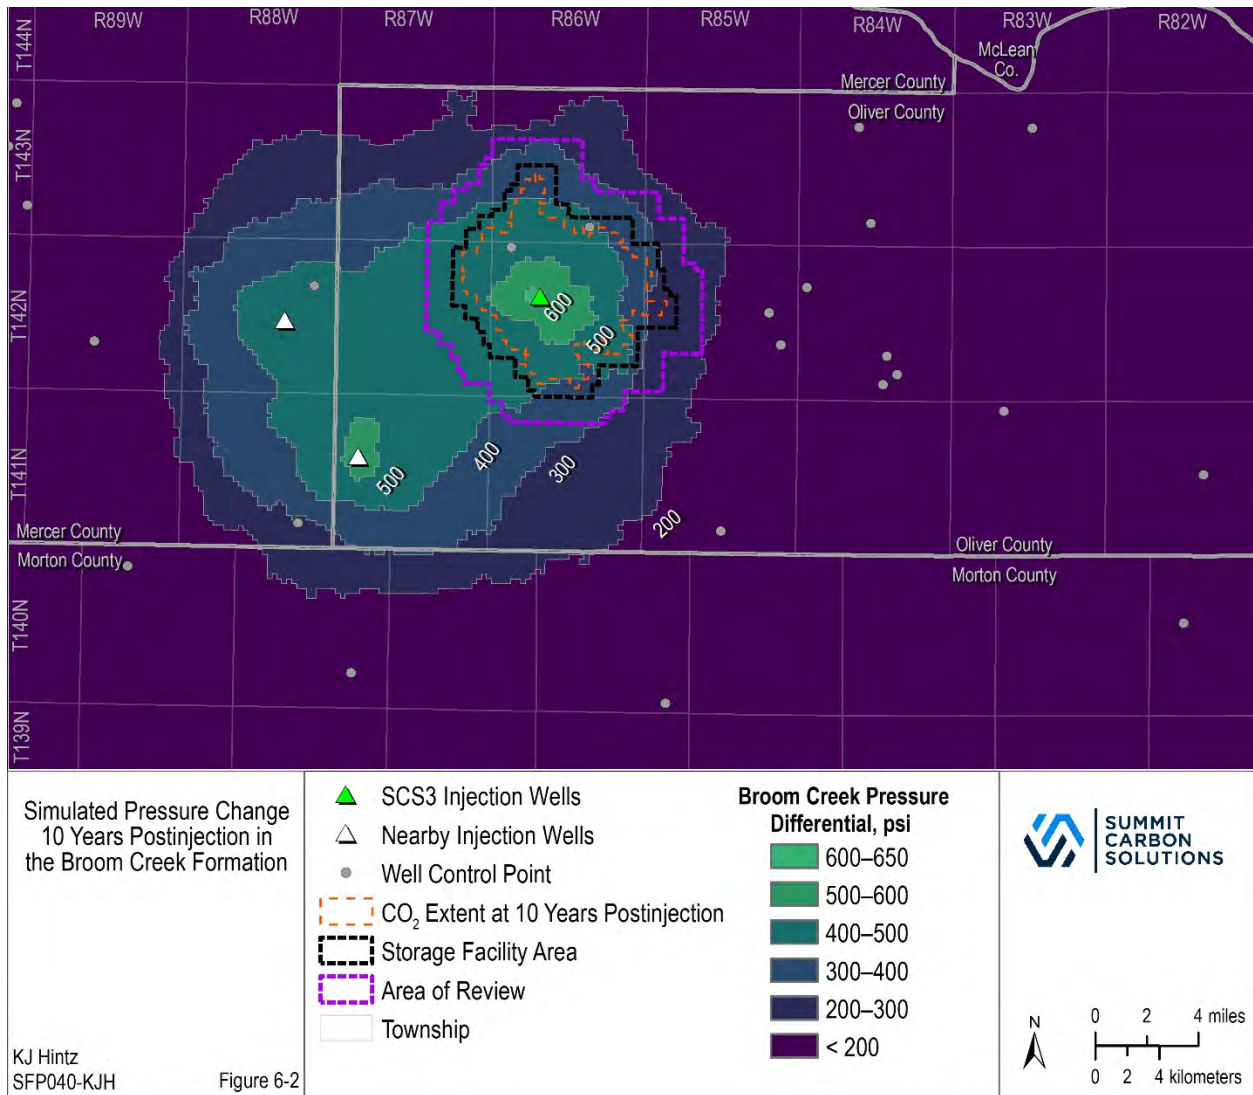 R89W
R88W
R87W
R86W
R85W
R84W
R83W
R82W
T144N
McLean
Co.
Mercer County
Oliver County
T143N
T142N
600
500
T141N
500
400
300
200
Mercer County
Morton County
Oliver County
Morton County
T140N
T139N
Simulated Pressure Change
10 Years Postinjection in
the Broom Creek Formation
KJ Hintz
SFP040-KJH
Figure 6-2
SCS3 Injection Wells
Nearby Injection Wells
Well Control Point
CO₂ Extent at 10 Years Postinjection
Storage Facility Area
Area of Review
Township
Broom Creek Pressure
Differential, psi
600–650
500–600
400–500
300–400
200–300
< 200
SUMMIT
CARBON
SOLUTIONS
N
0 2 4 miles
0 2 4 kilometers